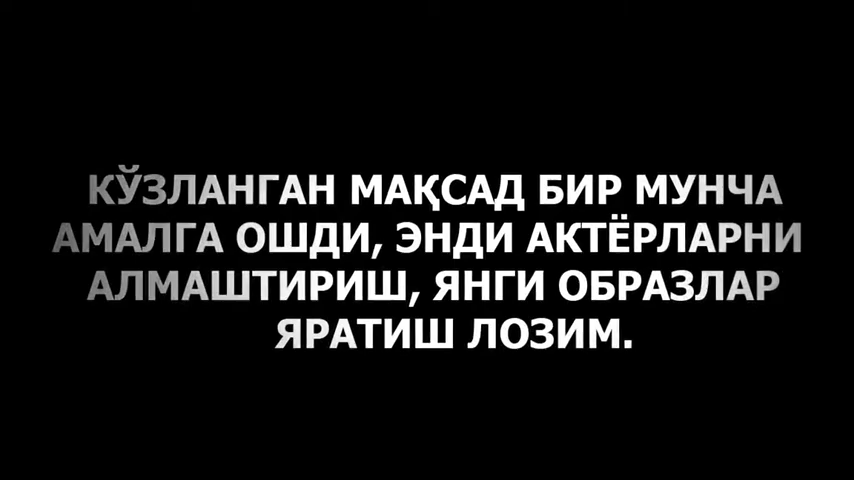 КЎЗЛАНГАН МАҚСАД БИР МУНЧА
АМАЛГА ОШДИ, ЭНДИ АКТЁРЛАРНИ
АЛМАШТИРИШ, ЯНГИ ОБРАЗЛАР
ЯРАТИШ ЛОЗИМ.